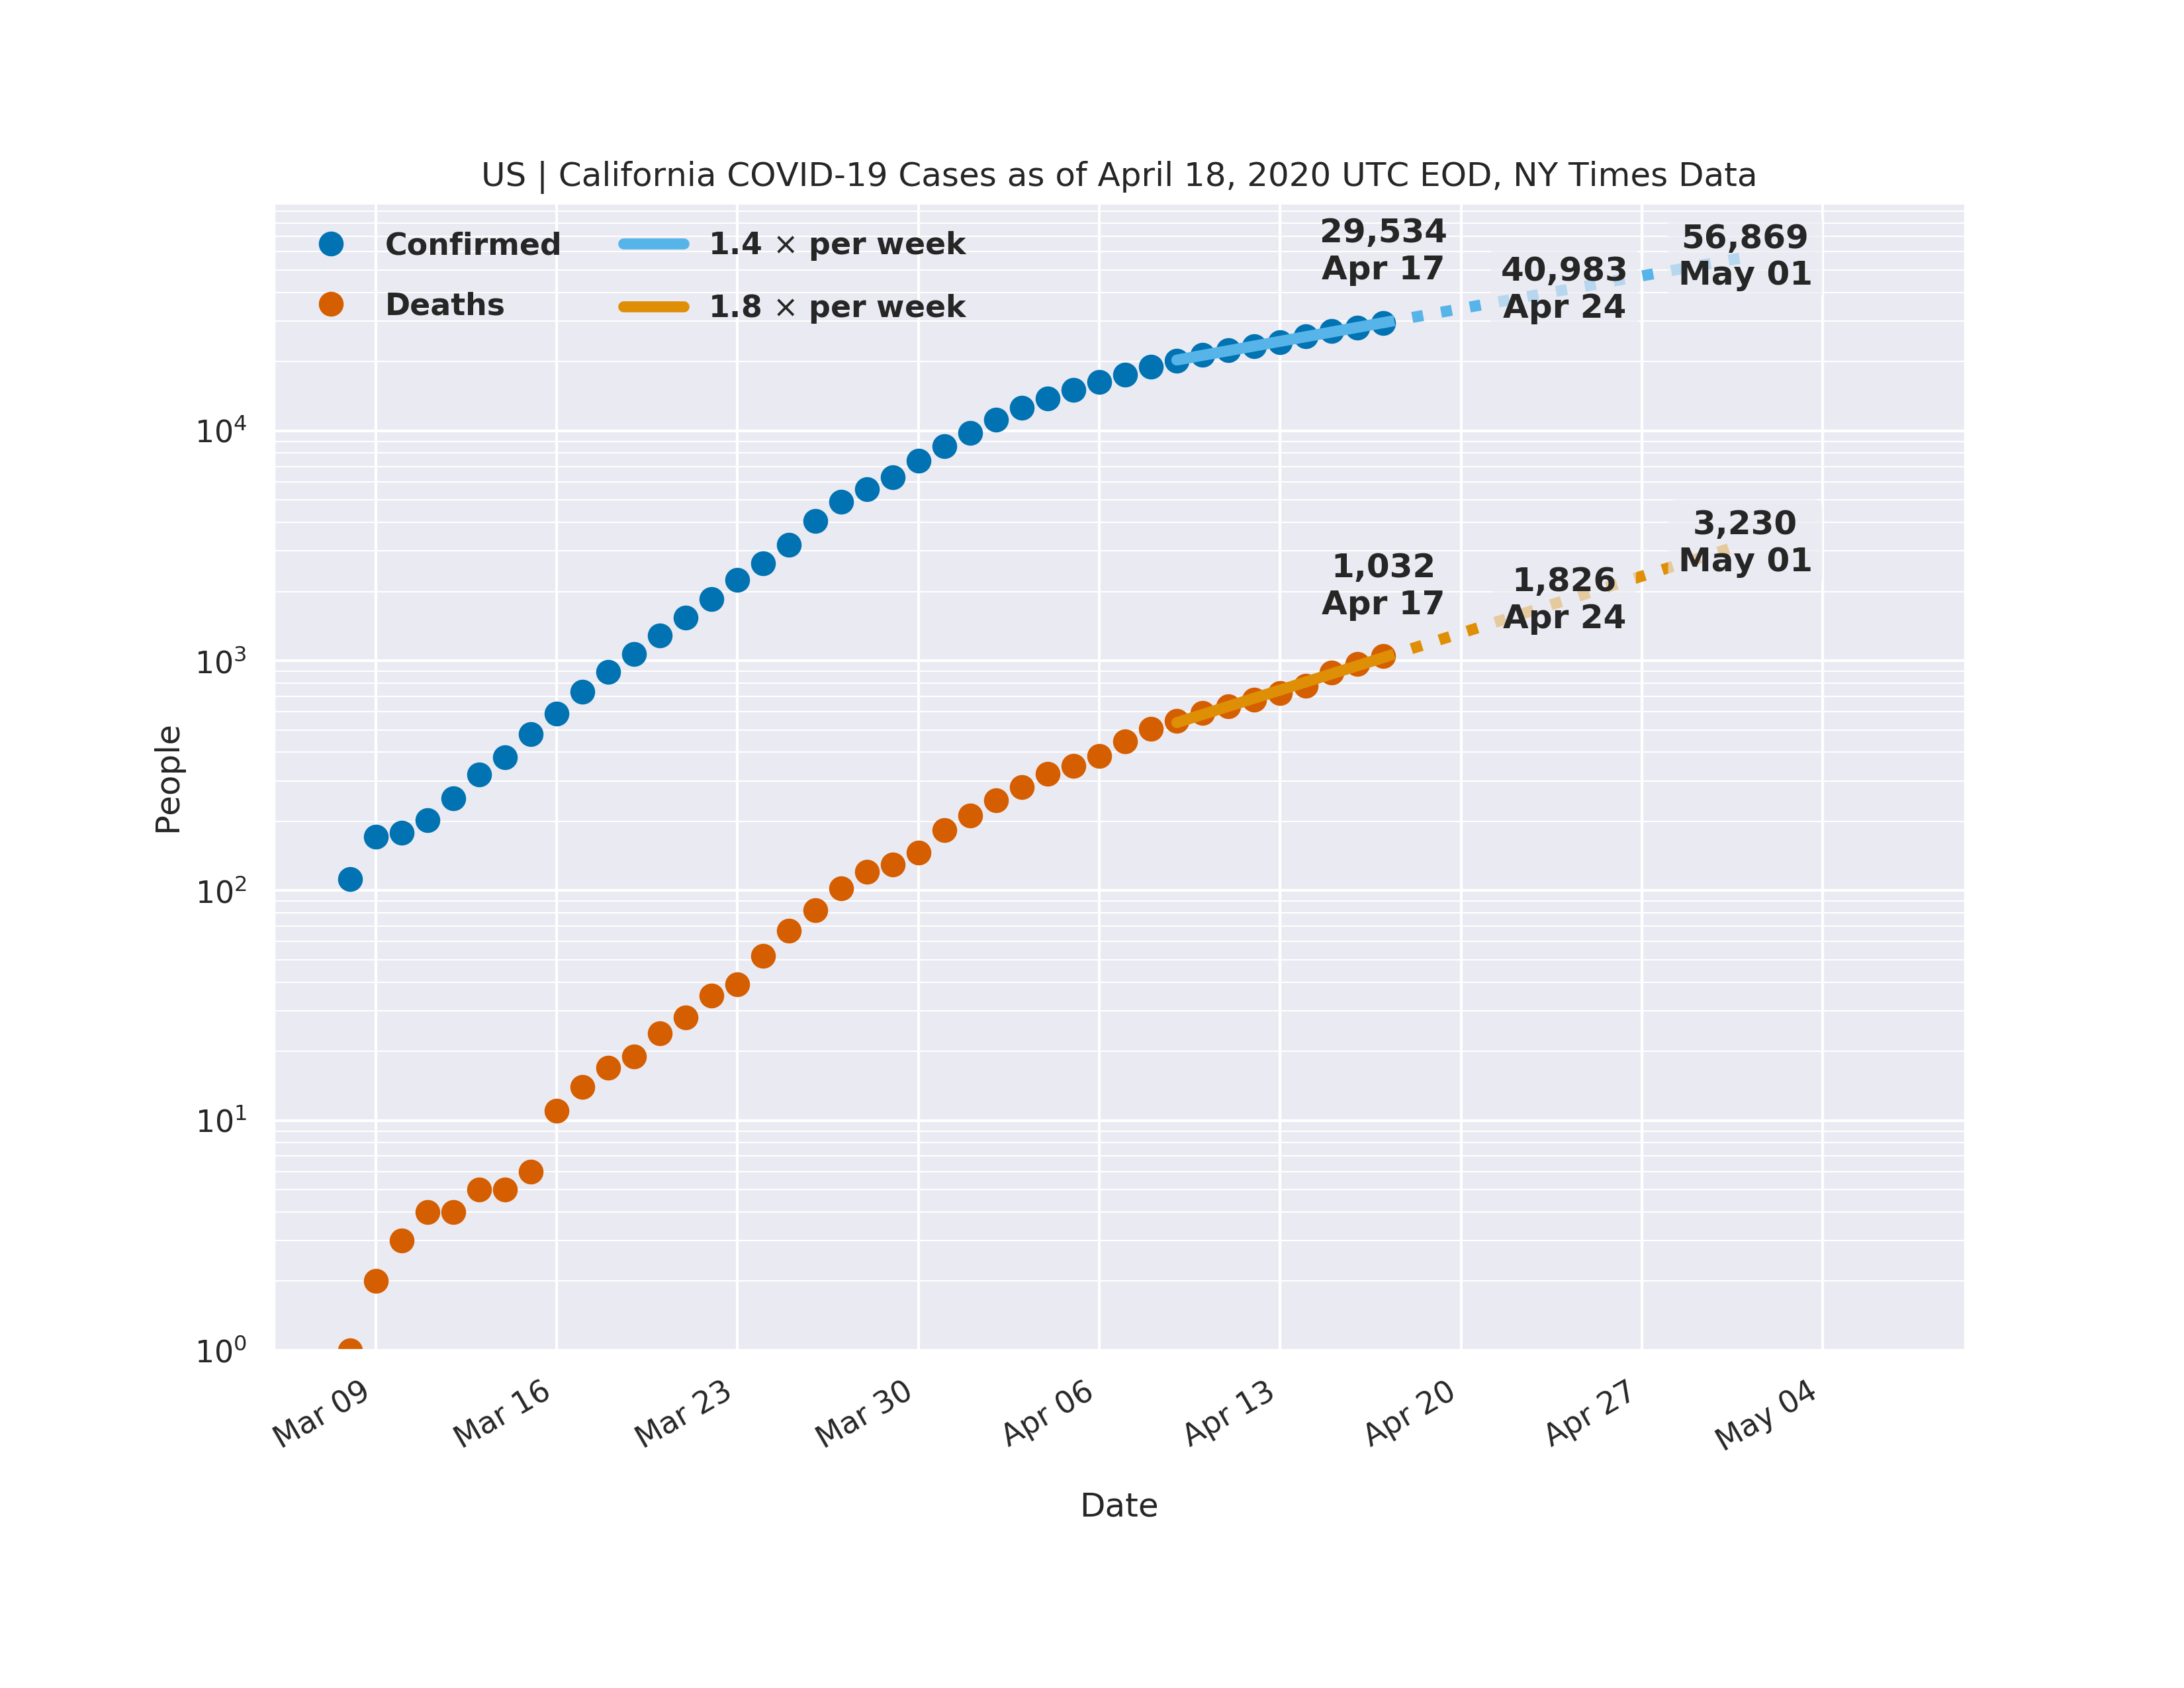 US | California COVID-19 Cases as of April 18, 2020 UTC EOD, NY Times Data
Confirmed
Deaths
1.4 × per week
1.8 × per week
29,534
Apr 17
40,983
Apr 24
56,869
May 01
1,032
Apr 17
1,826
Apr 24
3,230
May 01
People
10⁴
10³
10²
10¹
10⁰
Mar 09
Mar 16
Mar 23
Mar 30
Apr 06
Apr 13
Apr 20
Apr 27
May 04
Date